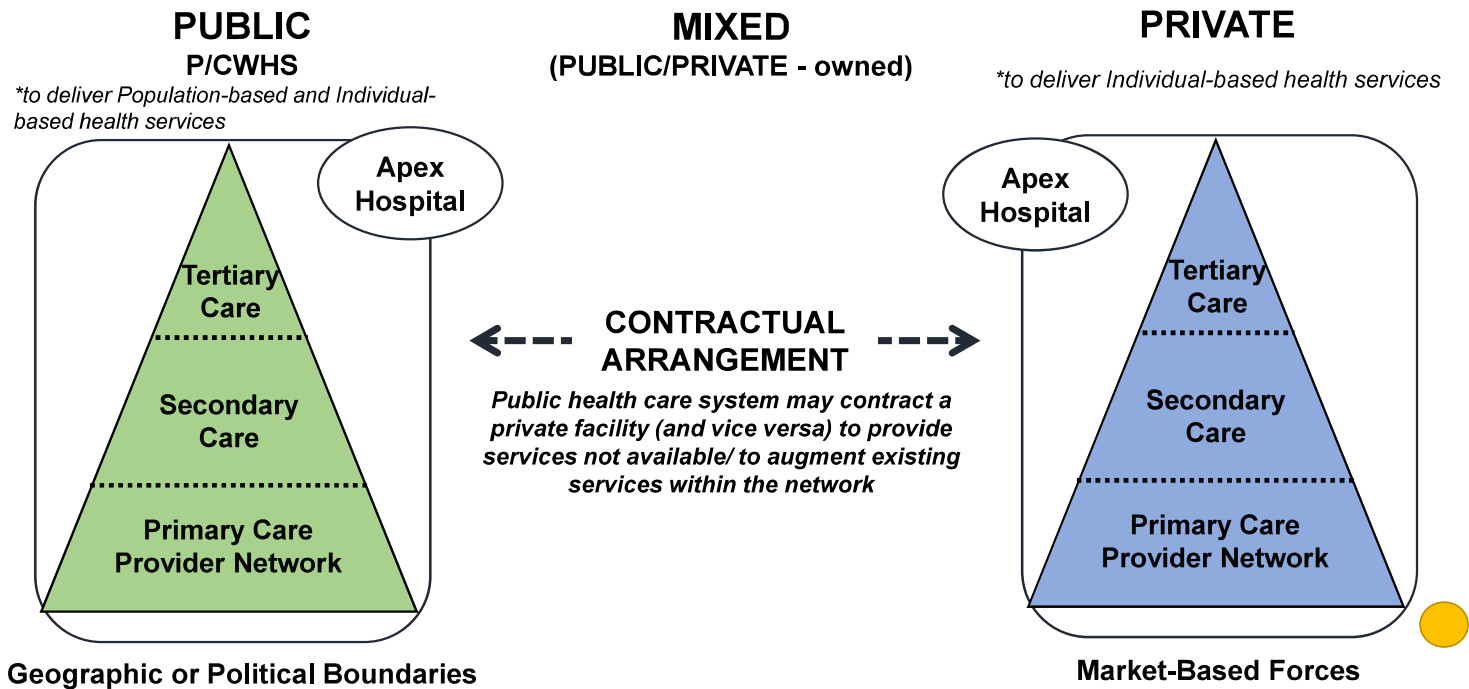 PUBLIC
P/CWHS
*to deliver Population-based and Individual-
based health services
Apex
Hospital
Tertiary
Care
Secondary
Care
Primary Care
Provider Network
Geographic or Political Boundaries
MIXED
(PUBLIC/PRIVATE - owned)
CONTRACTUAL
ARRANGEMENT
Public health care system may contract a
private facility (and vice versa) to provide
services not available/ to augment existing
services within the network
PRIVATE
*to deliver Individual-based health services
Apex
Hospital
Tertiary
Care
Secondary
Care
Primary Care
Provider Network
Market-Based Forces